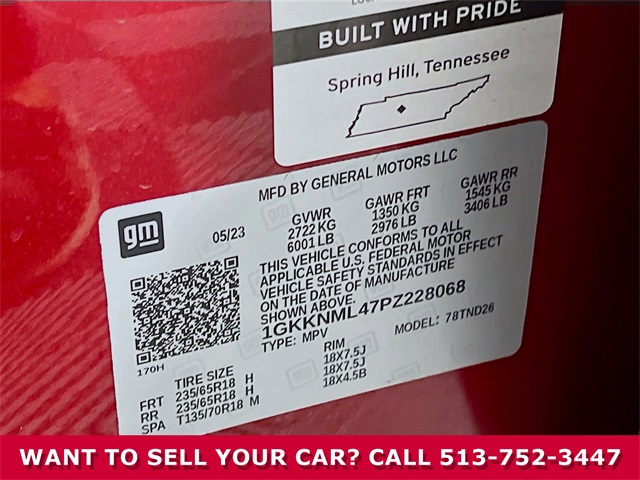 BUILT WITH PRIDE
Spring Hill, Tennessee
MFD BY GENERAL MOTORS LLC
gm
05/23
GVWR GAWR FRT GAWR RR
2722 KG 1350 KG 1545 KG
6001 LB 2976 LB 3406 LB
THIS VEHICLE CONFORMS TO ALL
APPLICABLE U.S. FEDERAL MOTOR
VEHICLE SAFETY STANDARDS IN EFFECT
ON THE DATE OF MANUFACTURE
1GKKNML47PZ228068
TYPE: MPV MODEL: 78TND26
170H
TIRE SIZE RIM
FRT 235/65R18 H 18X7.5J
RR 235/65R18 H 18X7.5J
SPA T135/70R18 M 18X4.5B
WANT TO SELL YOUR CAR? CALL 513-752-3447